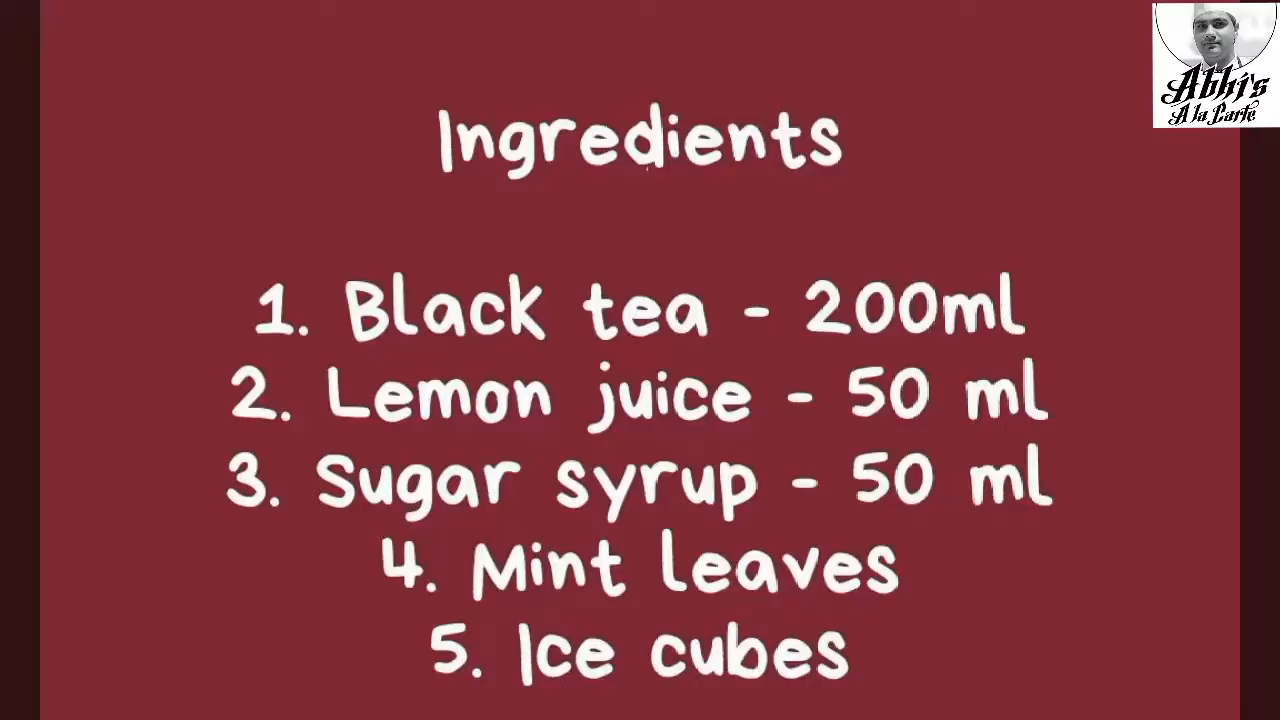 Abhi's
A la Carte
Ingredients
1. Black tea - 200ml
2. Lemon juice - 50 ml
3. Sugar syrup - 50 ml
4. Mint leaves
5. Ice cubes